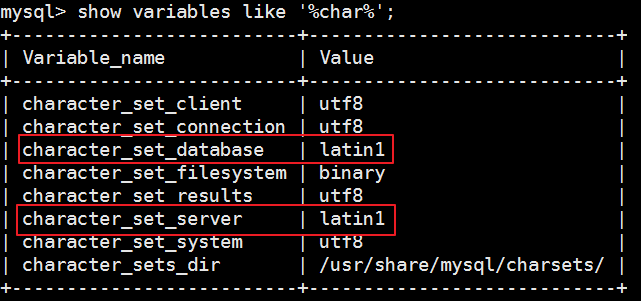 mysql> show variables like '%char%';
+--------------------------+----------------------------+
| Variable_name            | Value                      |
+--------------------------+----------------------------+
| character_set_client     | utf8                       |
| character_set_connection | utf8                       |
| character_set_database   | latin1                     |
| character_set_filesystem | binary                     |
| character_set_results    | utf8                       |
| character_set_server     | latin1                     |
| character_set_system     | utf8                       |
| character_sets_dir       | /usr/share/mysql/charsets/ |
+--------------------------+----------------------------+